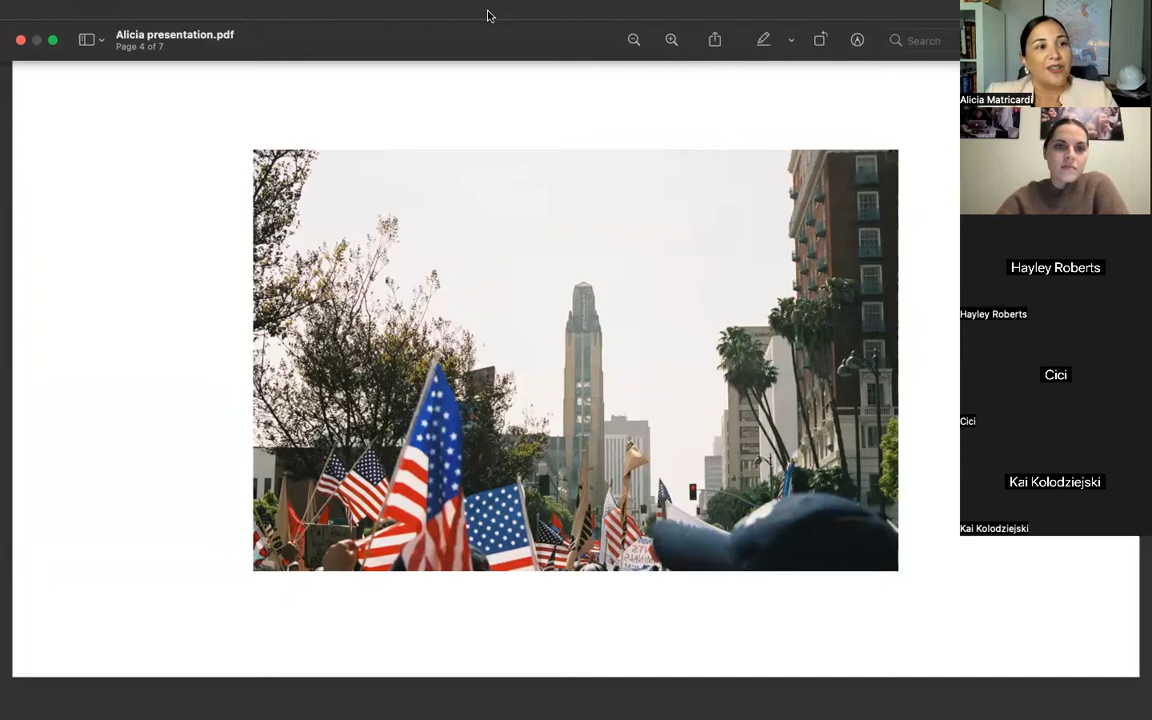 Alicia presentation.pdf
Page 4 of 7
Search
Alicia Matricardi
Hayley Roberts
Hayley Roberts
Cici
Cici
Kai Kolodziejski
Kai Kolodziejski